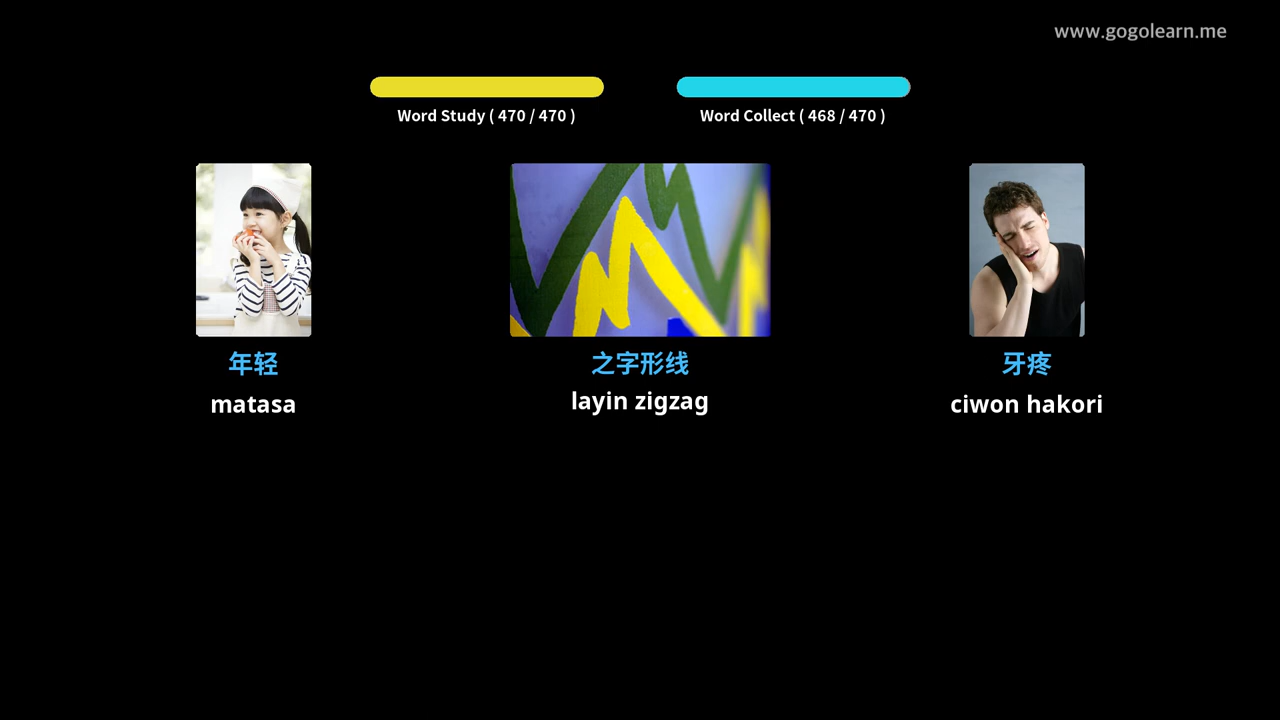 www.gogolearn.me
Word Study ( 470 / 470 )
Word Collect ( 468 / 470 )
年轻
matasa
之字形线
layin zigzag
牙疼
ciwon hakori